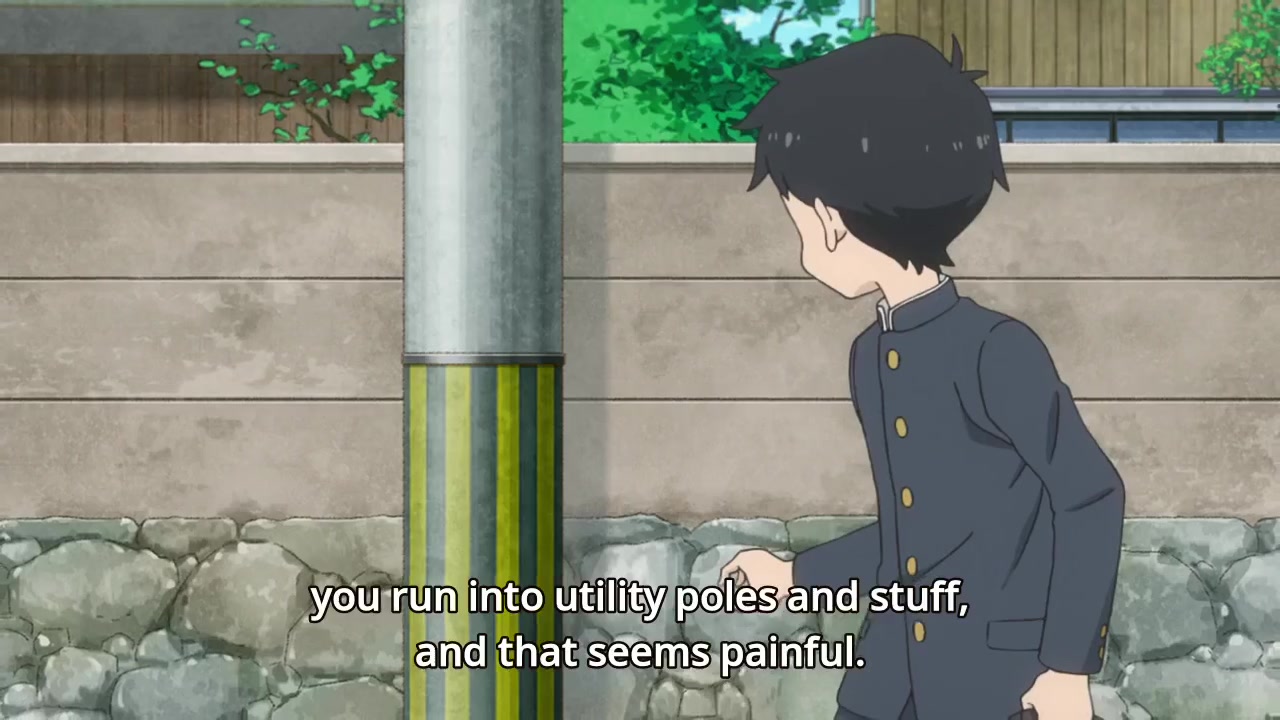 you run into utility poles and stuff,
and that seems painful.